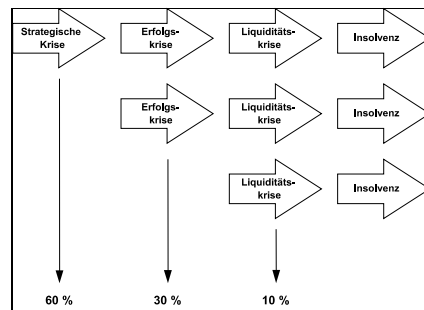 Strategische
Krise
Erfolgs-
krise
Liquiditäts-
krise
Insolvenz
Erfolgs-
krise
Liquiditäts-
krise
Insolvenz
Liquiditäts-
krise
Insolvenz
60 %
30 %
10 %